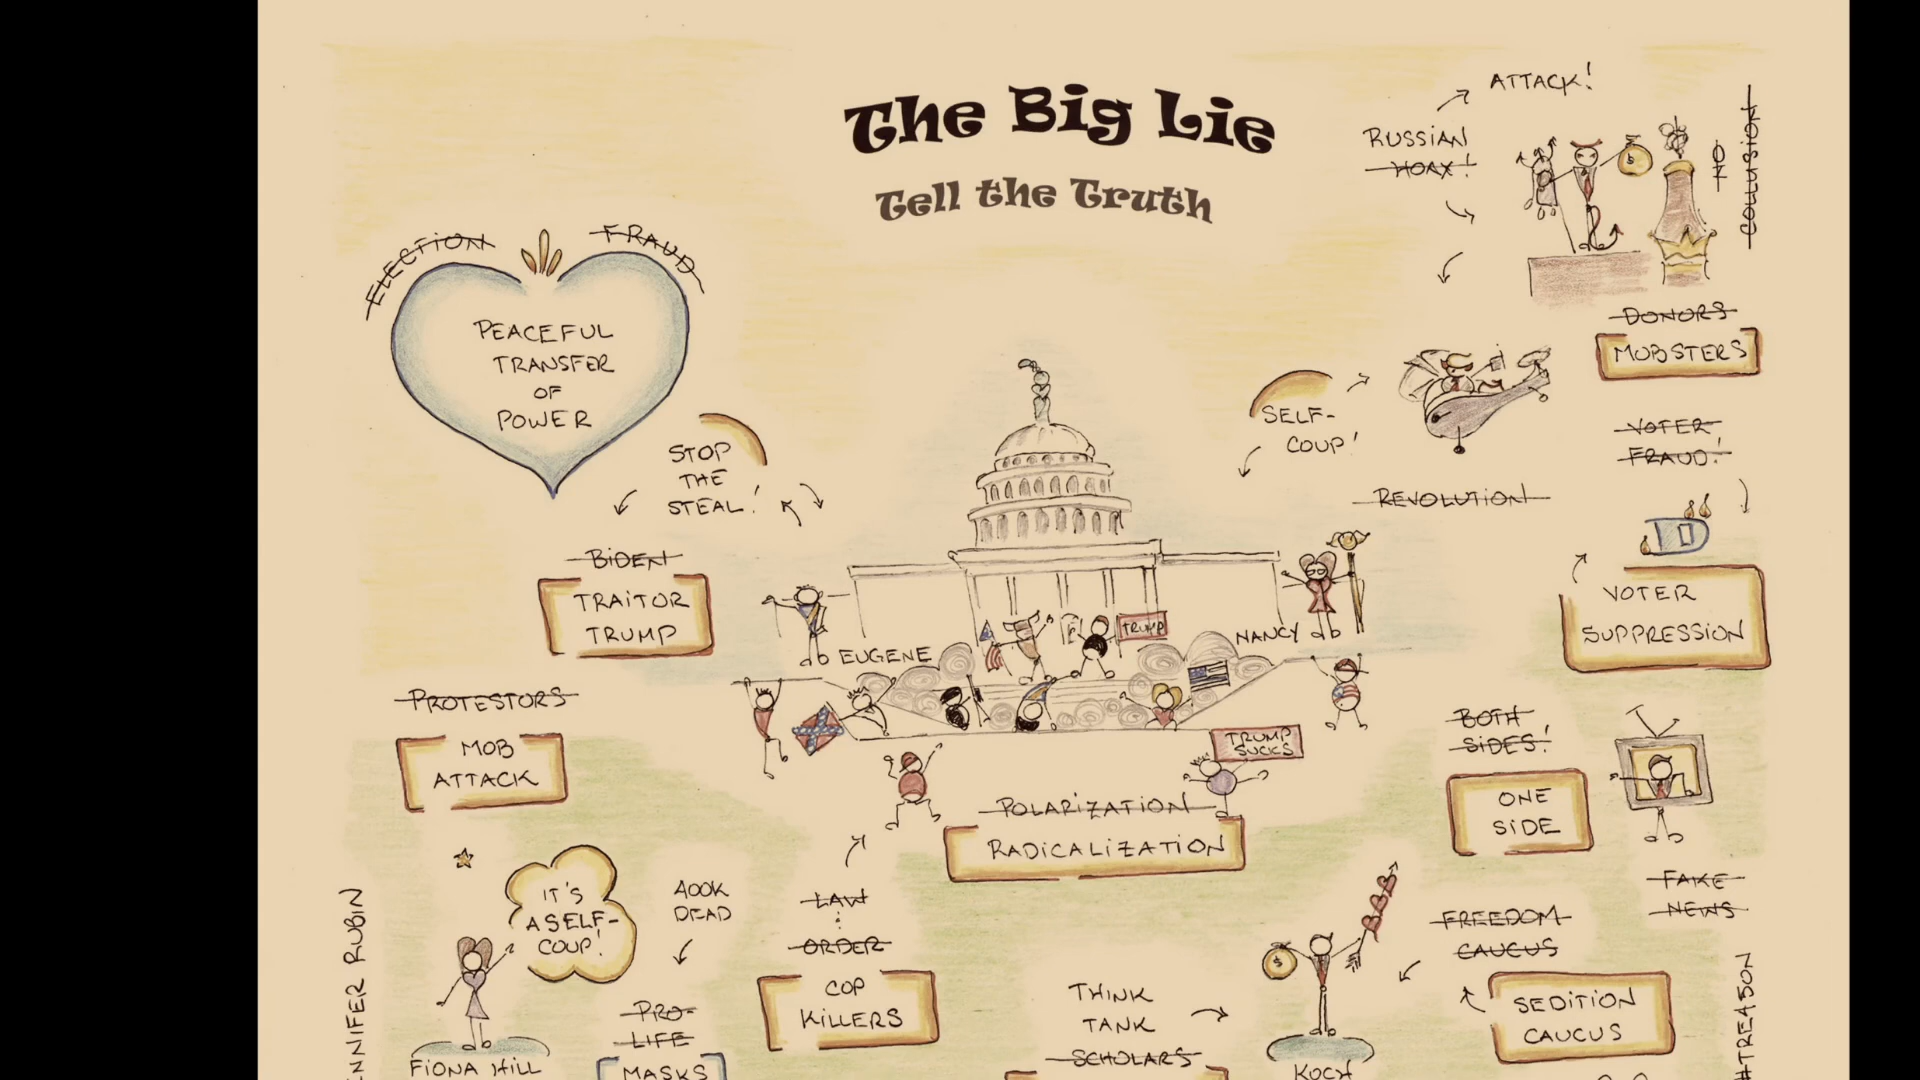 The Big Lie
Tell the Truth
ATTACK!
RUSSIAN
HOAX!
NO
COLLUSION!
DONORS
MOBSTERS
ELECTION FRAUD
PEACEFUL
TRANSFER
OF
POWER
STOP
THE
STEAL!
SELF-
COUP!
VOTER
FRAUD!
REVOLUTION
BIDEN
TRAITOR
TRUMP
VOTER
SUPPRESSION
EUGENE
TRUMP
NANCY
PROTESTORS
MOB
ATTACK
TRUMP
SUCKS
BOTH
SIDES!
ONE
SIDE
POLARIZATION
RADICALIZATION
FAKE
NEWS
IT'S
A SELF-
COUP!
400K
DEAD
LAW
ORDER
COP
KILLERS
FREEDOM
CAUCUS
SEDITION
CAUCUS
THINK
TANK
SCHOLARS
KOCH
PRO-
LIFE
MASKS
FIONA HILL
ENNIFER RUBIN
#TREASON